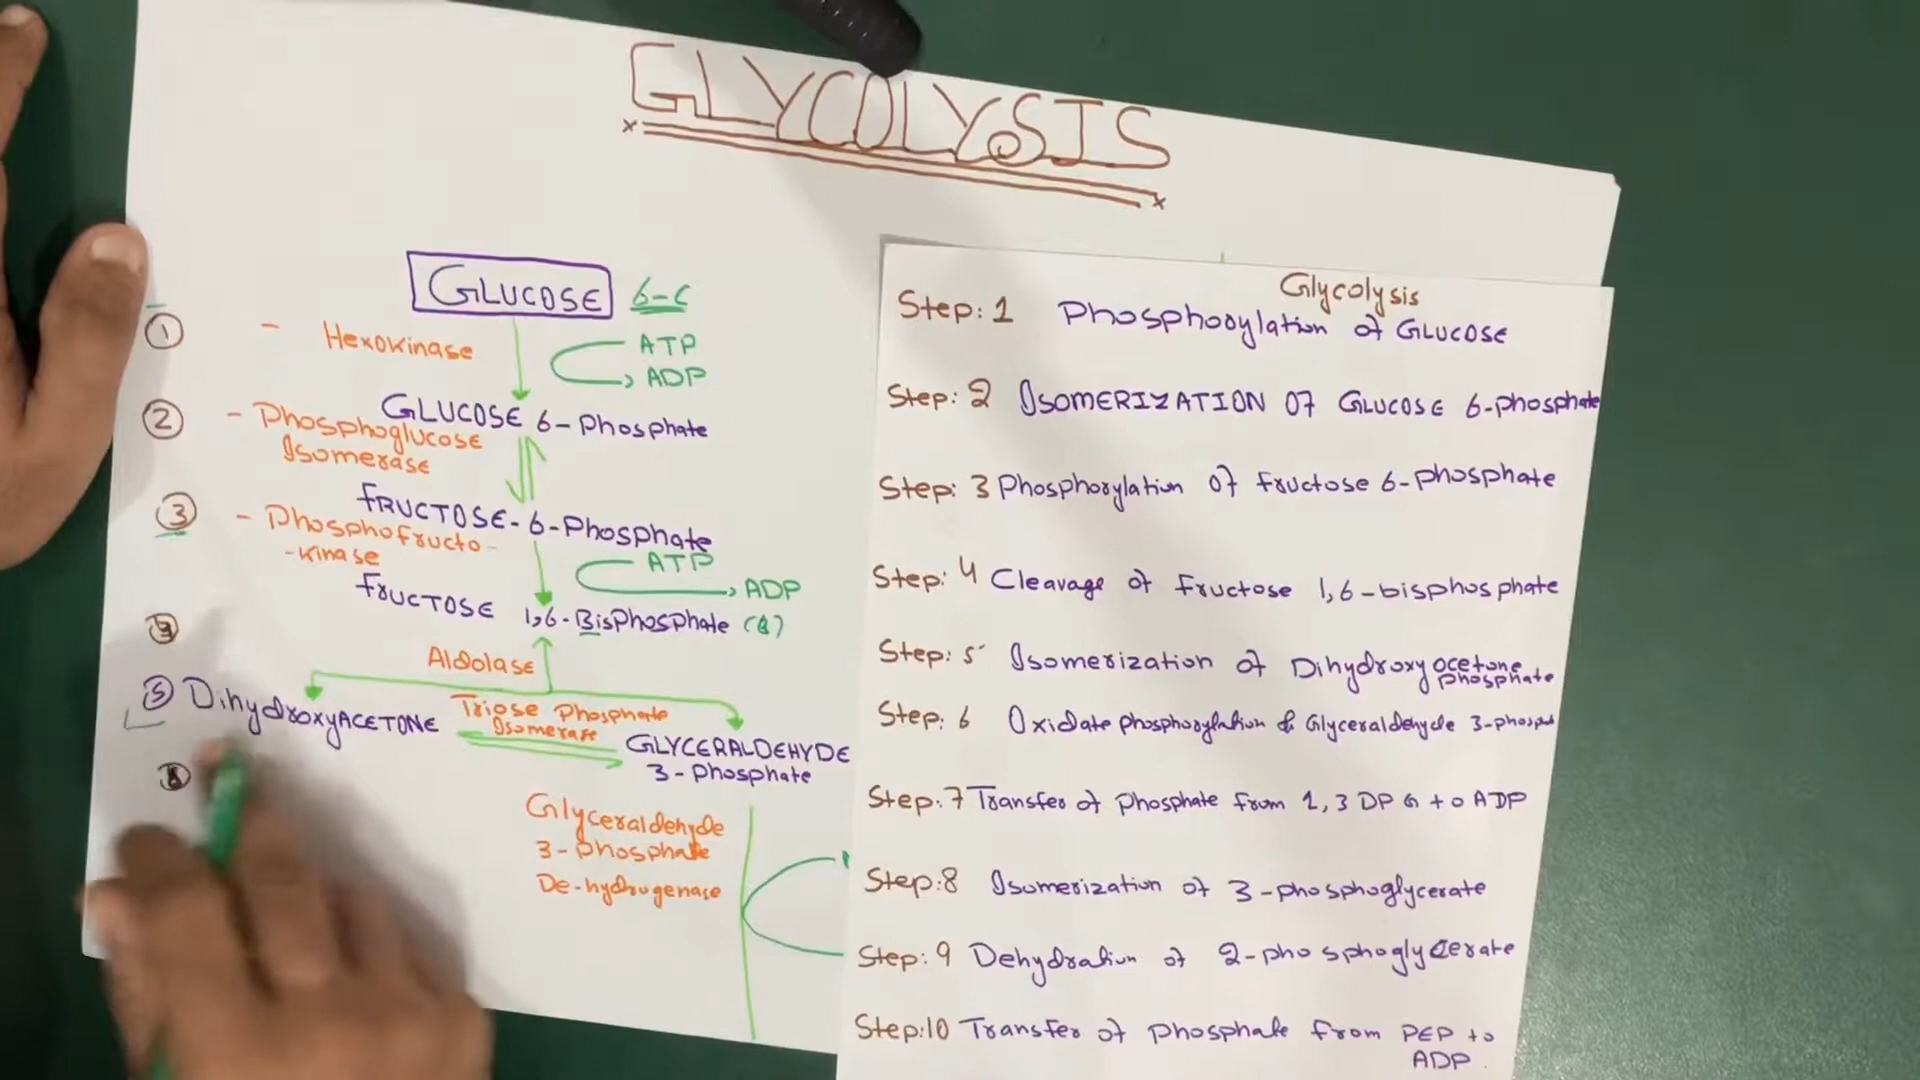 GLYCOLYSIS
GLUCOSE 6-C
1 - Hexokinase
ATP
ADP
GLUCOSE 6-Phosphate
2 - Phosphoglucose
Isomerase
FRUCTOSE-6-Phosphate
3 - Phosphofructo-
-kinase
ATP
ADP
FRUCTOSE 1,6-Bisphosphate
Aldolase
5 DihydroxyACETONE
Triose Phosphate
Isomerase
GLYCERALDEHYDE
3-Phosphate
Glyceraldehyde
3-Phosphate
De-hydrogenase
Glycolysis
Step: 1 Phosphorylation of GLUCOSE
Step: 2 ISOMERIZATION OF GLUCOSE 6-phosphate
Step: 3 Phosphorylation of fructose 6-phosphate
Step: 4 Cleavage of fructose 1,6-bisphosphate
Step: 5 Isomerization of Dihydroxyacetone
phosphate
Step: 6 Oxidate phosphorylation of Glyceraldehyde 3-phosphat
Step: 7 Transfer of phosphate from 1,3 DPG to ADP
Step: 8 Isomerization of 3-phosphoglycerate
Step: 9 Dehydration of 2-phosphoglycerate
Step: 10 Transfer of phosphate from PEP to
ADP.